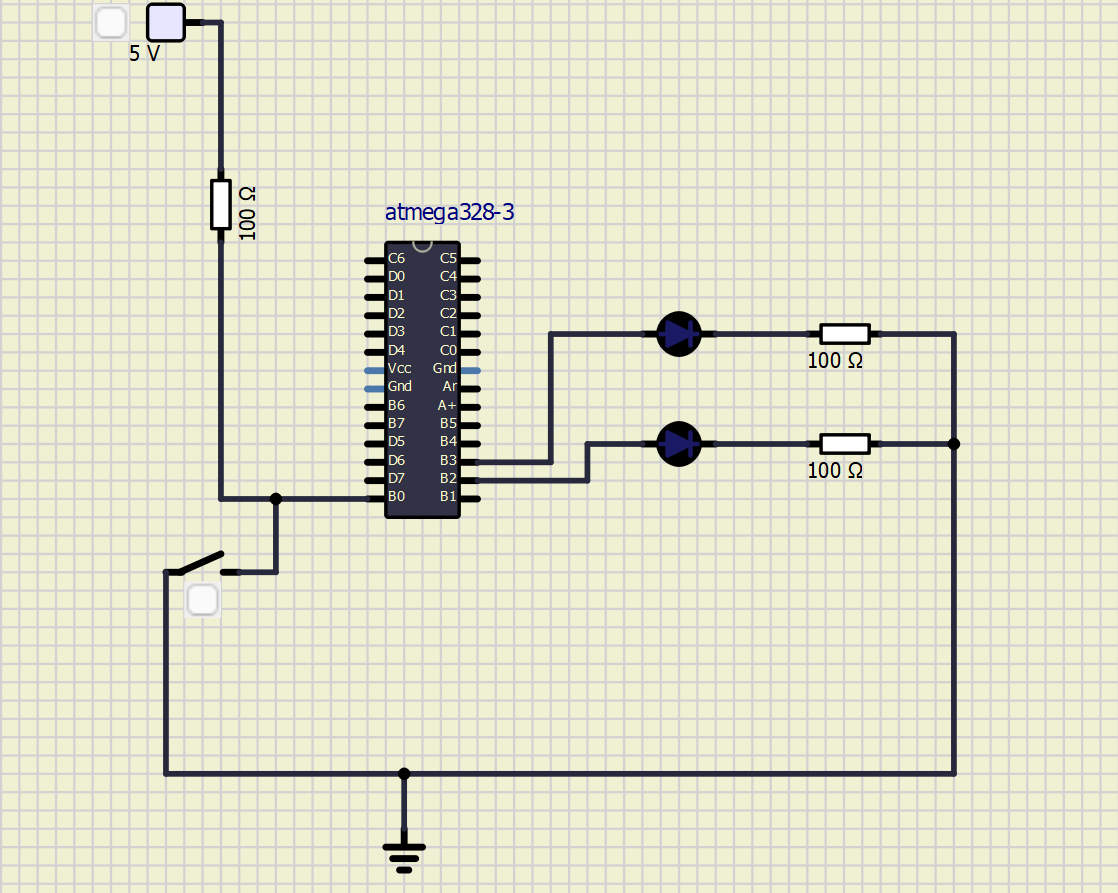 5 V
100 Ω
atmega328-3
C6 C5
D0 C4
D1 C3
D2 C2
D3 C1
D4 C0
Vcc Gnd
Gnd Ar
B6 A+
B7 B5
D5 B4
D6 B3
D7 B2
B0 B1
100 Ω
100 Ω